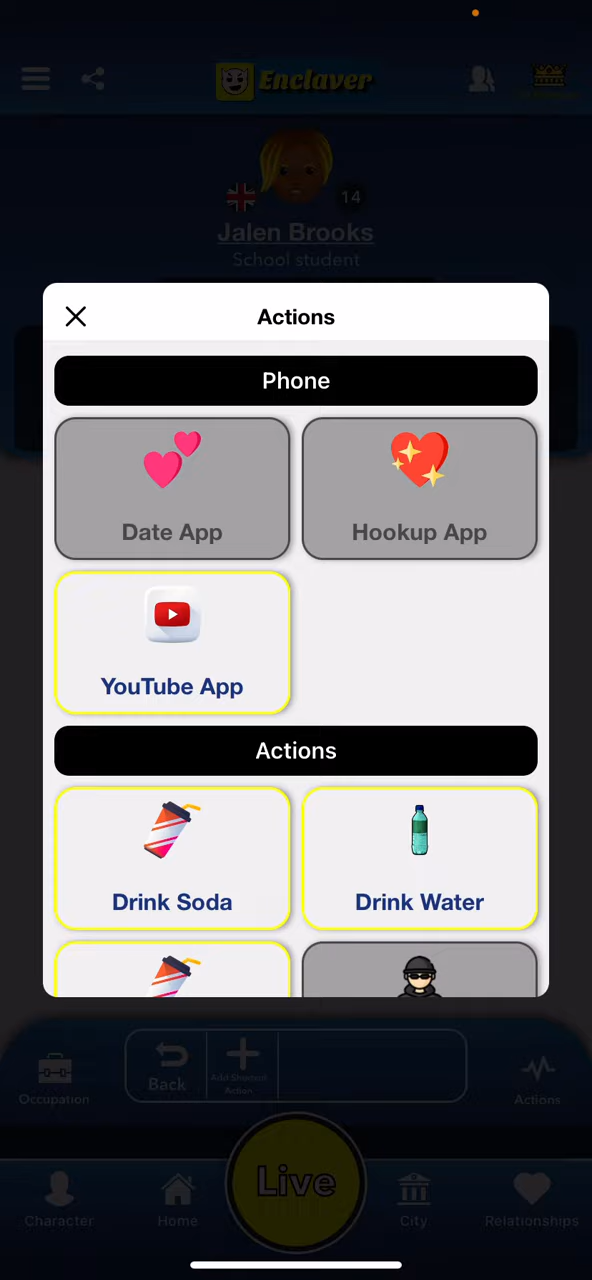 Enclaver
14
Jalen Brooks
School student
Actions
Phone
Date App
Hookup App
YouTube App
Actions
Drink Soda
Drink Water
Back
Add Shortcut
Action
Occupation
Actions
Live
Character
Home
City
Relationships